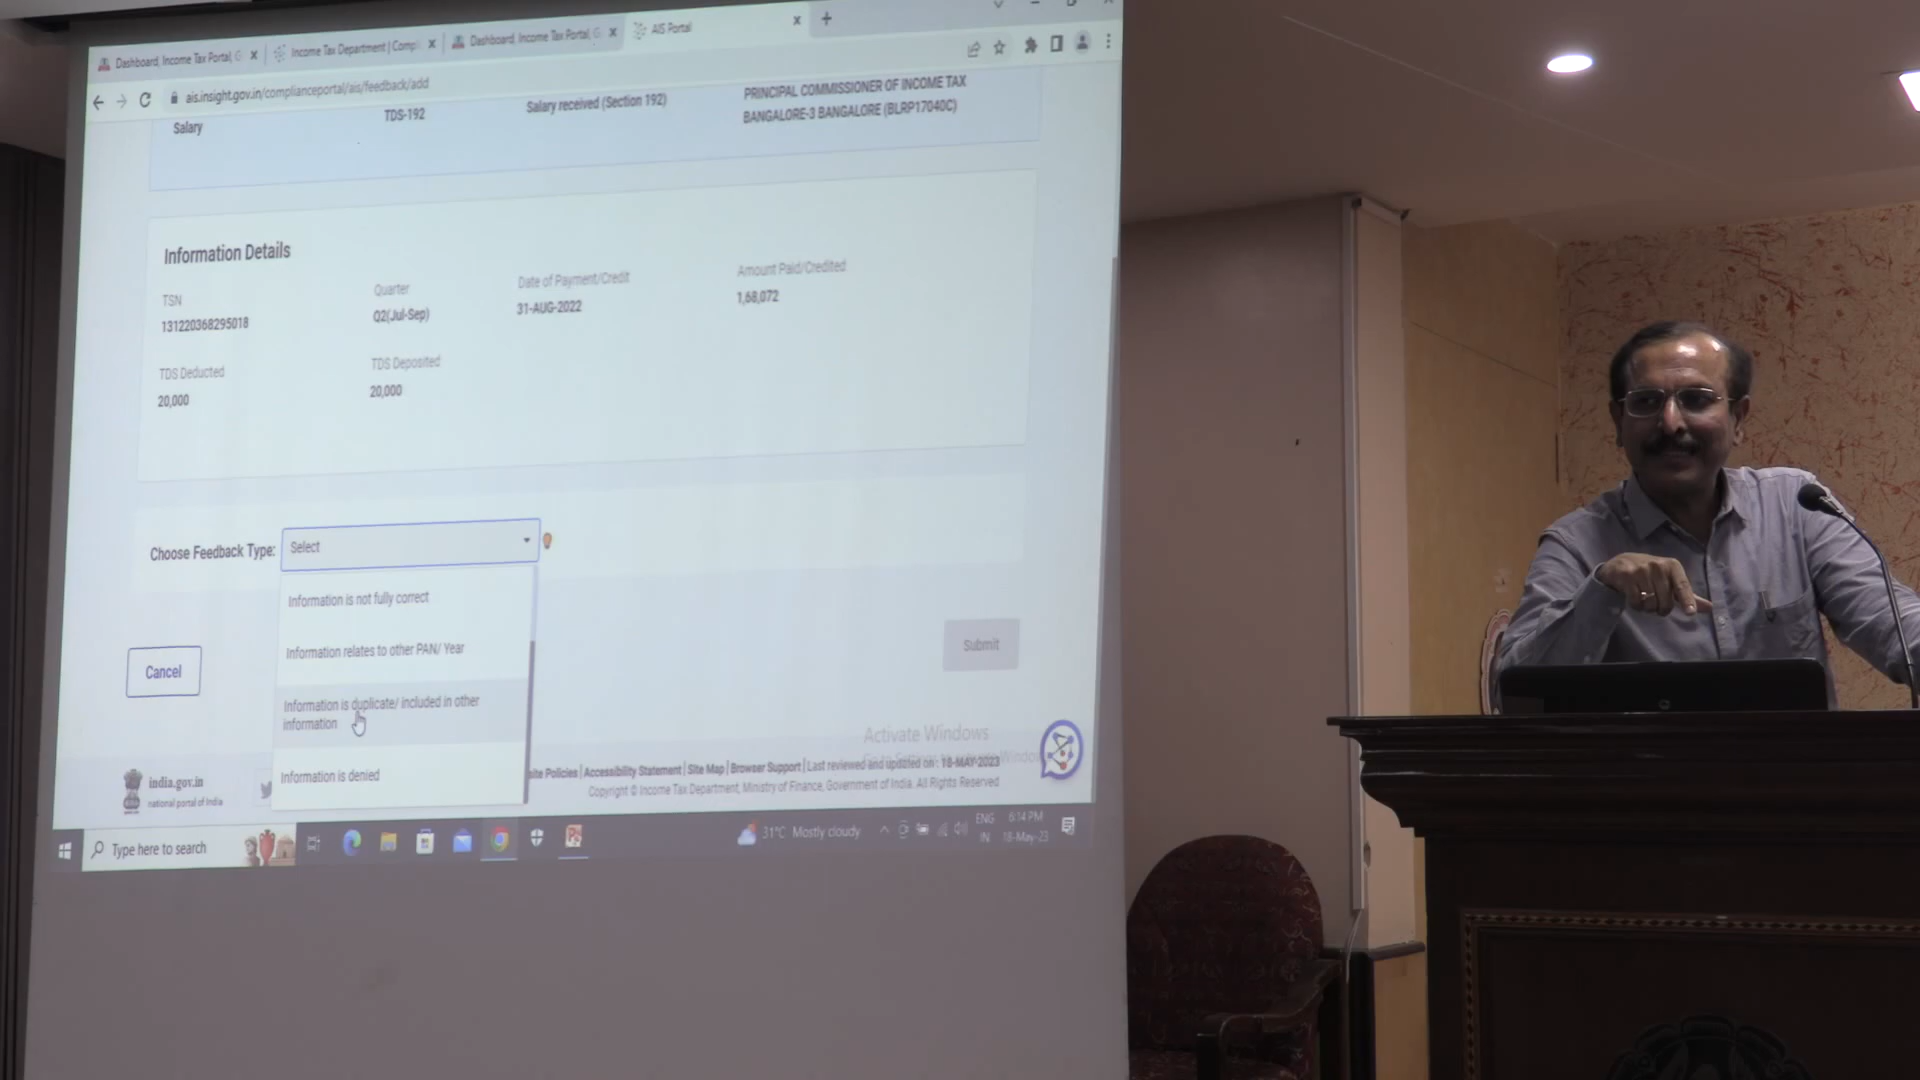 Dashboard, Income Tax Portal, G
Income Tax Department | Compl
Dashboard, Income Tax Portal, G
AIS Portal
ais.insight.gov.in/complianceportal/ais/feedback/add
Salary
TDS-192
Salary received (Section 192)
PRINCIPAL COMMISSIONER OF INCOME TAX
BANGALORE-3 BANGALORE (BLRP17040C)
Information Details
TSN
131220368295018
Quarter
Q2(Jul-Sep)
Date of Payment/Credit
31-AUG-2022
Amount Paid/Credited
1,68,072
TDS Deducted
20,000
TDS Deposited
20,000
Choose Feedback Type:
Select
Information is not fully correct
Information relates to other PAN/ Year
Information is duplicate/ included in other
information
Information is denied
Cancel
Submit
Activate Windows
india.gov.in
national portal of India
site Policies | Accessibility Statement | Site Map | Browser Support | Last reviewed and updated on : 18-MAY-2023
Copyright © Income Tax Department, Ministry of Finance, Government of India. All Rights Reserved
Type here to search
31°C Mostly cloudy
ENG
IN
6:14 PM
18-May-23